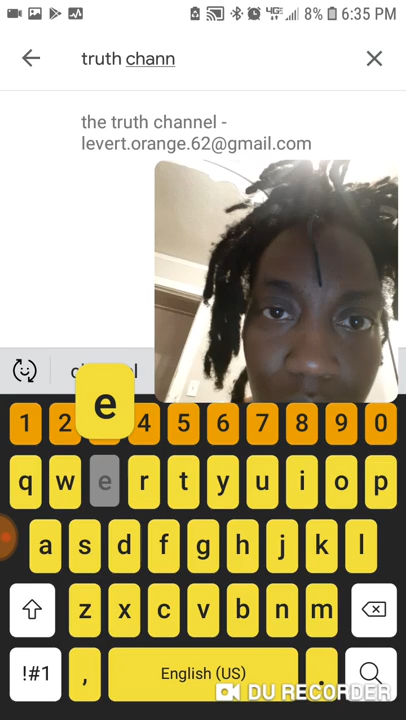 4GE 8% 6:35 PM
truth chann
the truth channel -
levert.orange.62@gmail.com
e
1 2 4 5 6 7 8 9 0
q w e r t y u i o p
a s d f g h j k l
z x c v b n m
!#1 , English (US) .
DU RECORDER